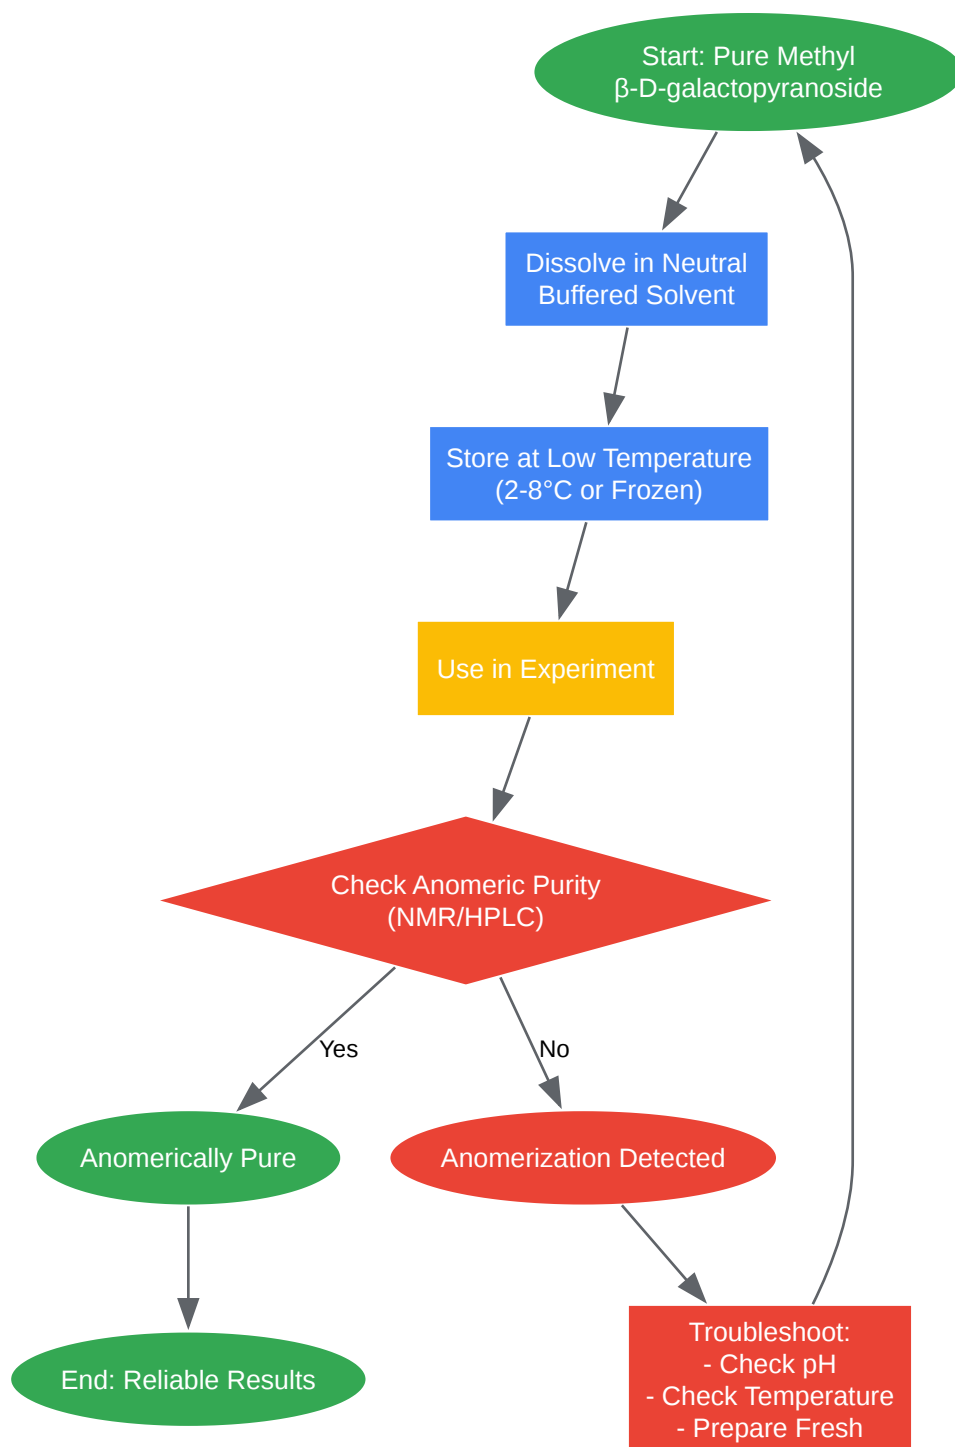 Start: Pure Methyl
β-D-galactopyranoside
Dissolve in Neutral
Buffered Solvent
Store at Low Temperature
(2-8°C or Frozen)
Use in Experiment
Check Anomeric Purity
(NMR/HPLC)
Yes
No
Anomerically Pure
Anomerization Detected
End: Reliable Results
Troubleshoot:
- Check pH
- Check Temperature
- Prepare Fresh